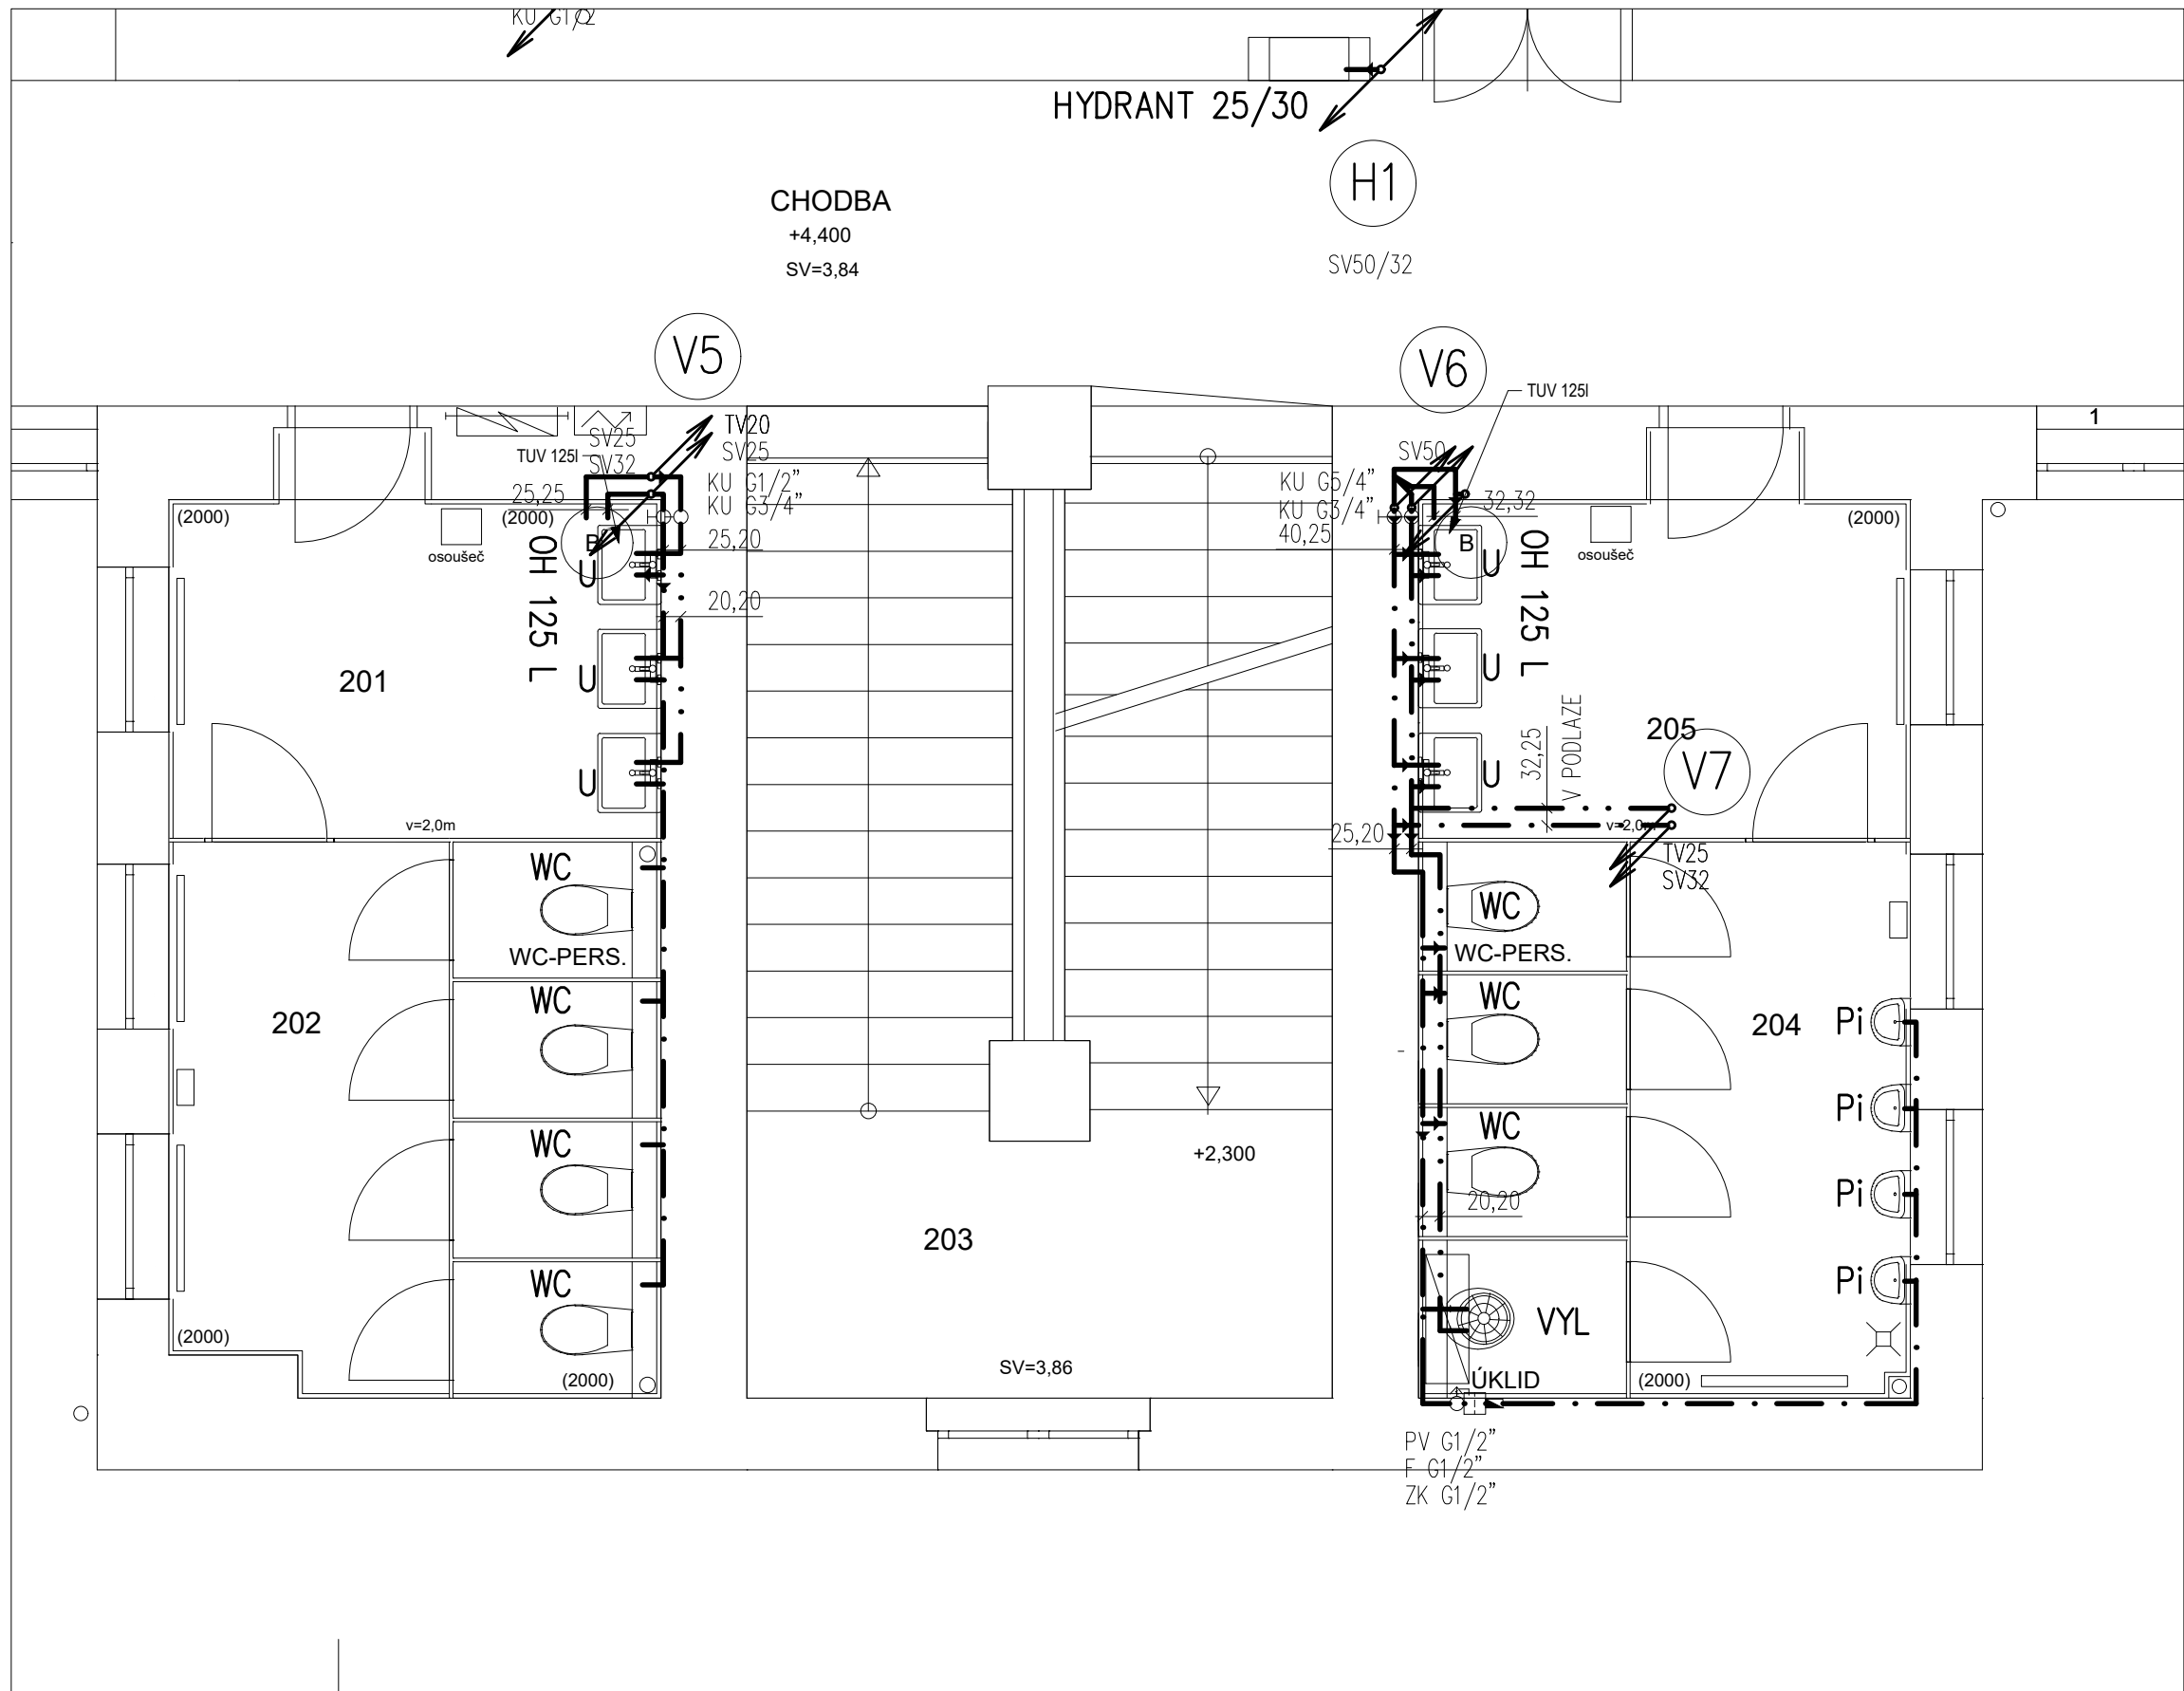 KU G1/2
HYDRANT 25/30
H1
CHODBA
+4,400
SV=3,84
SV50/32
V5
V6
TUV 125l
1
TV20
SV25
SV25
SV32
TUV 125l
KU G1/2"
KU G3/4"
25,25
(2000)
(2000)
osoušeč
B
OH 125 L
U
U
U
25,20
20,20
SV50
KU G5/4"
KU G3/4"
40,25
32,32
B
OH 125 L
U
U
U
osoušeč
(2000)
201
205
V7
32,25
V PODLAZE
v=2,0m
v=2,0m
25,20
TV25
SV32
WC
WC-PERS.
WC
WC
WC
202
WC
WC-PERS.
WC
WC
204
Pi
Pi
Pi
Pi
+2,300
20,20
203
VYL
(2000)
(2000)
SV=3,86
ÚKLID
(2000)
PV G1/2"
F G1/2"
ZK G1/2"